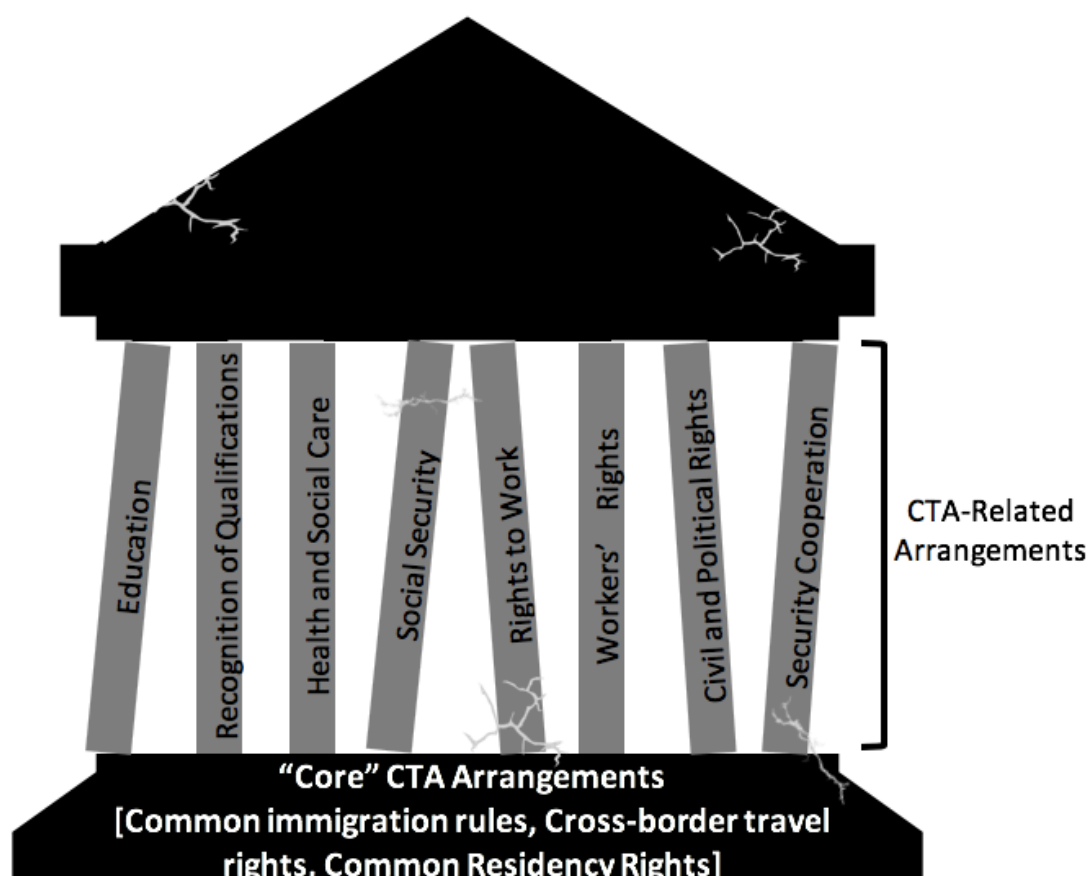 Education
Recognition of Qualifications
Health and Social Care
Social Security
Rights to Work
Workers’ Rights
Civil and Political Rights
Security Cooperation
CTA-Related
Arrangements
“Core” CTA Arrangements
[Common immigration rules, Cross-border travel
rights, Common Residency Rights]